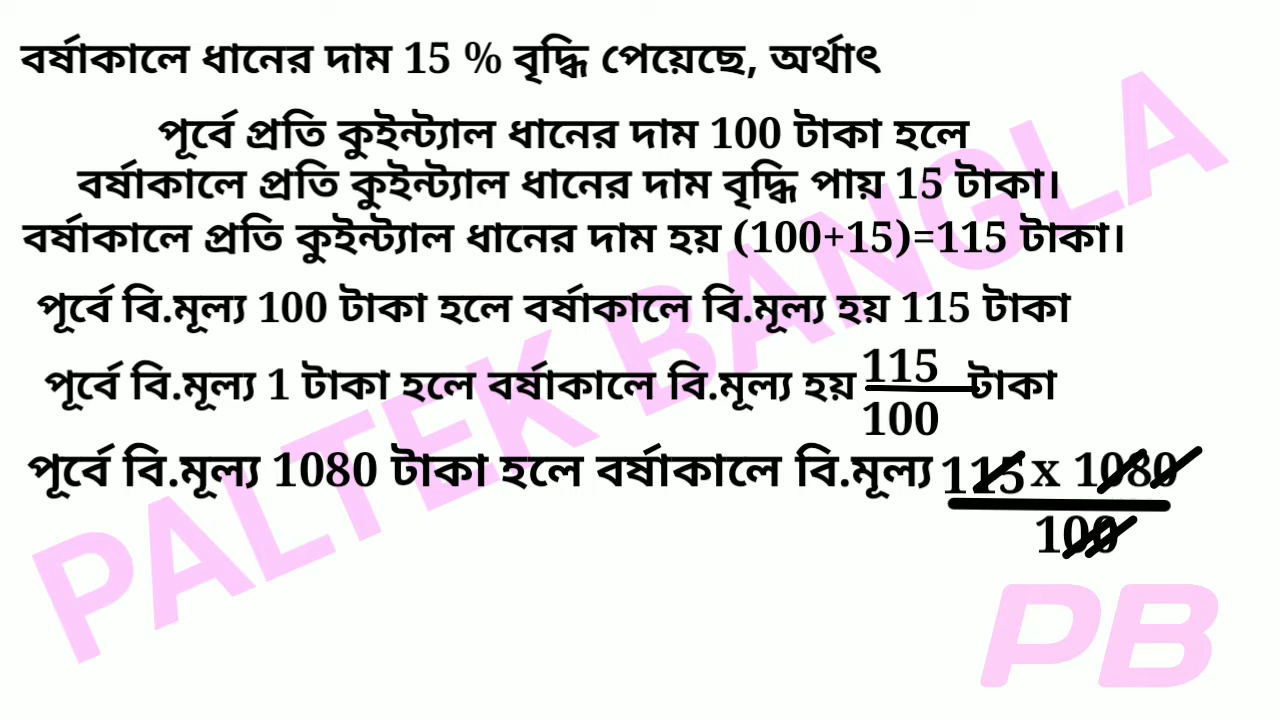 বর্ষাকালে ধানের দাম 15 % বৃদ্ধি পেয়েছে, অর্থাৎ
পূর্বে প্রতি কুইন্ট্যাল ধানের দাম 100 টাকা হলে
বর্ষাকালে প্রতি কুইন্ট্যাল ধানের দাম বৃদ্ধি পায় 15 টাকা।
বর্ষাকালে প্রতি কুইন্ট্যাল ধানের দাম হয় (100+15)=115 টাকা।
পূর্বে বি.মূল্য 100 টাকা হলে বর্ষাকালে বি.মূল্য হয় 115 টাকা
পূর্বে বি.মূল্য 1 টাকা হলে বর্ষাকালে বি.মূল্য হয় 115 টাকা
100
পূর্বে বি.মূল্য 1080 টাকা হলে বর্ষাকালে বি.মূল্য 115 x 1080
100
PALTEK BANGLA
PB